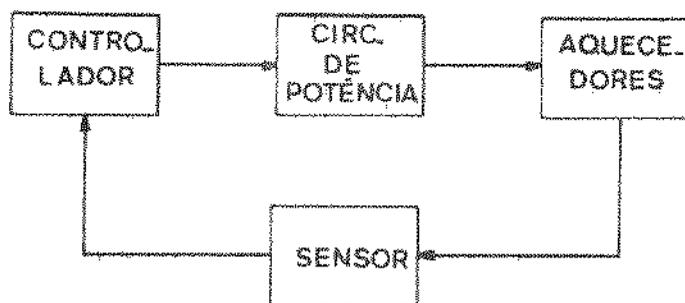 CONTRO_
LADOR
CIRC.
DE
POTÊNCIA
AQUECE_
DORES
SENSOR